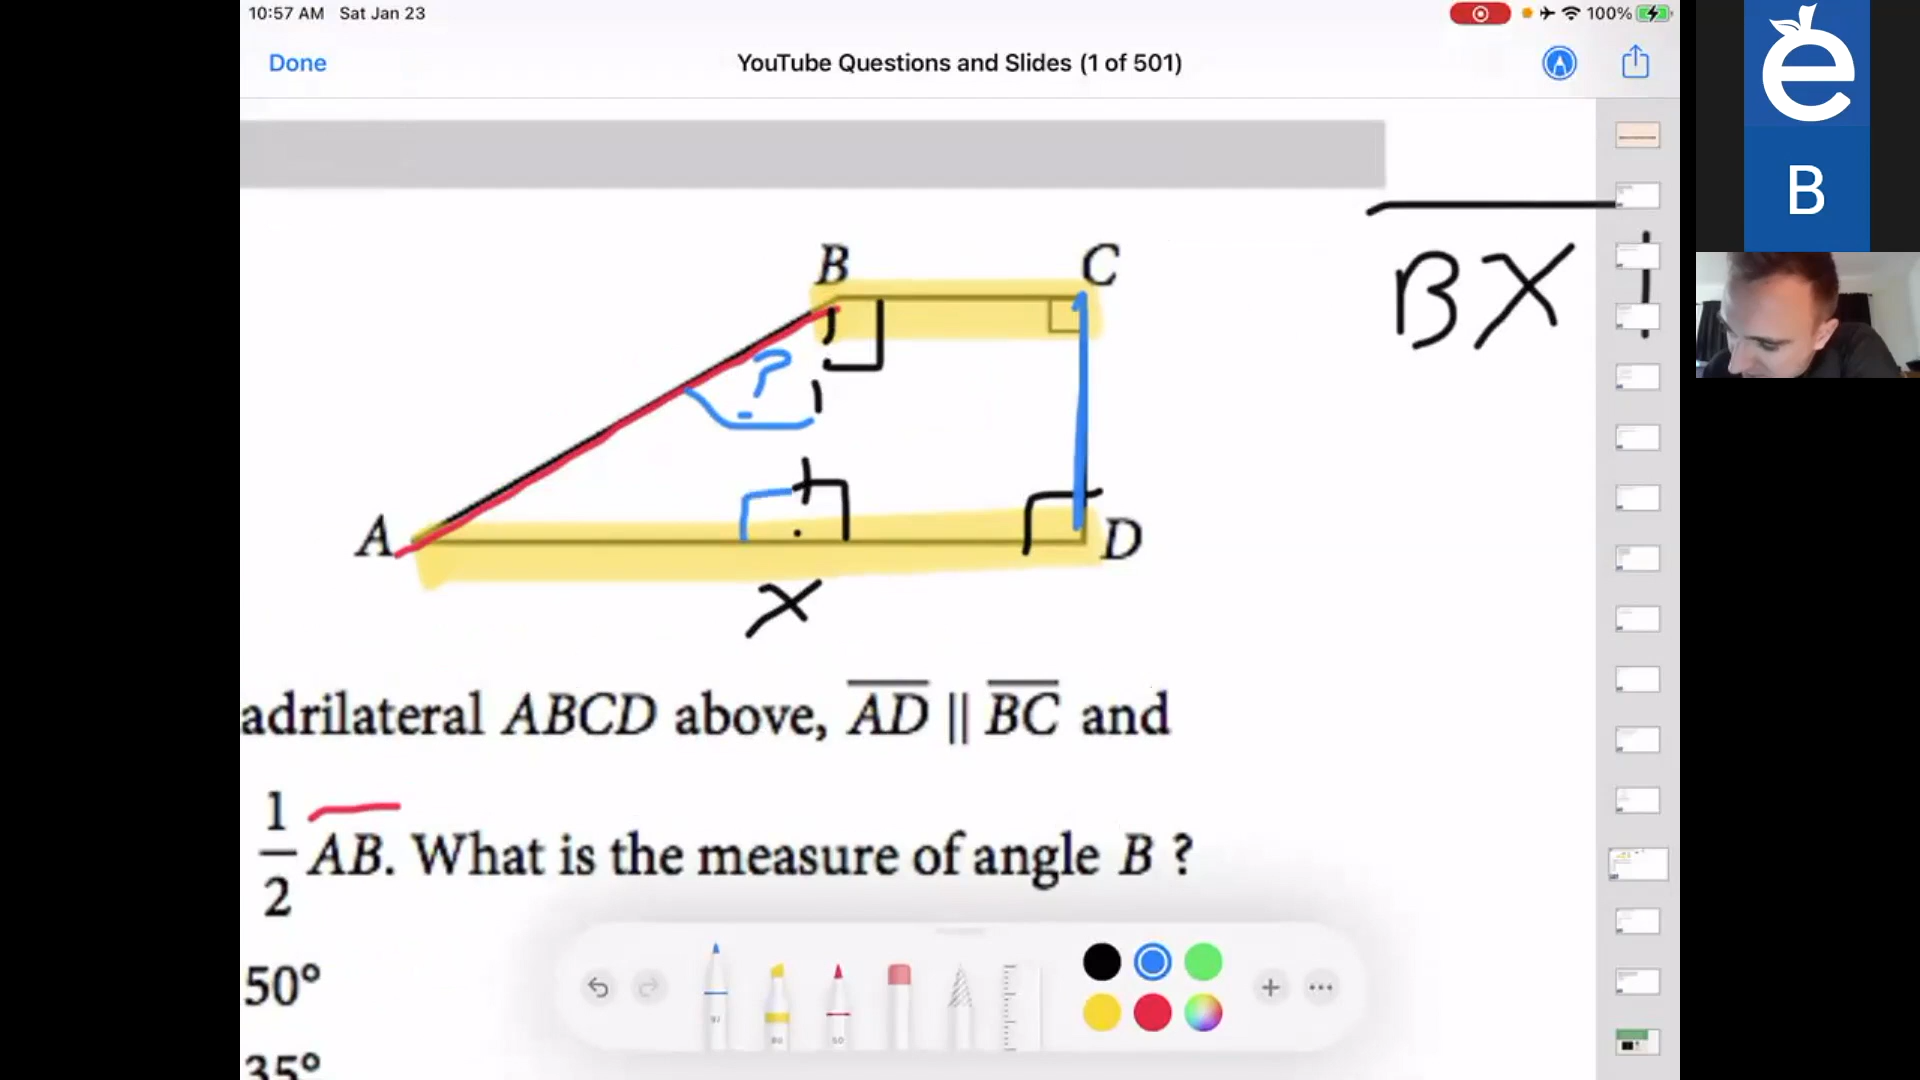 10:57 AM Sat Jan 23
100%
Done
YouTube Questions and Slides (1 of 501)
e
B
B
C
BX
?
A
D
X
adrilateral ABCD above, AD || BC and
1/2 AB. What is the measure of angle B ?
50°
35°